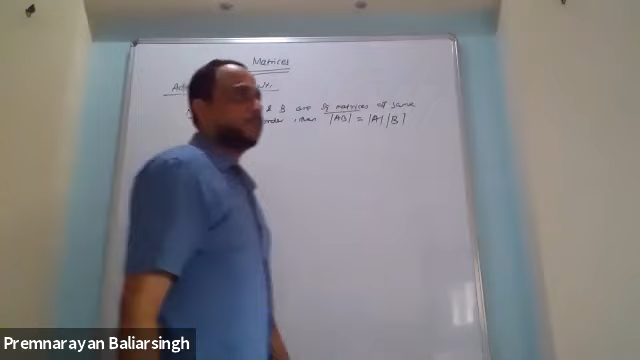 Matrices
& B are Sq matrices of same
order, then |AB| = |A| |B|
Premnarayan Baliarsingh